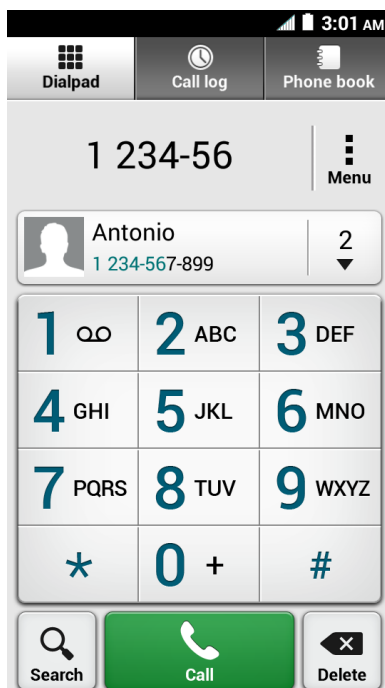 3:01 AM
Dialpad Call log Phone book
1 234-56
Menu
Antonio
1 234-567-899
2
1 2 ABC 3 DEF
4 GHI 5 JKL 6 MNO
7 PQRS 8 TUV 9 WXYZ
* 0 + #
Search Call Delete